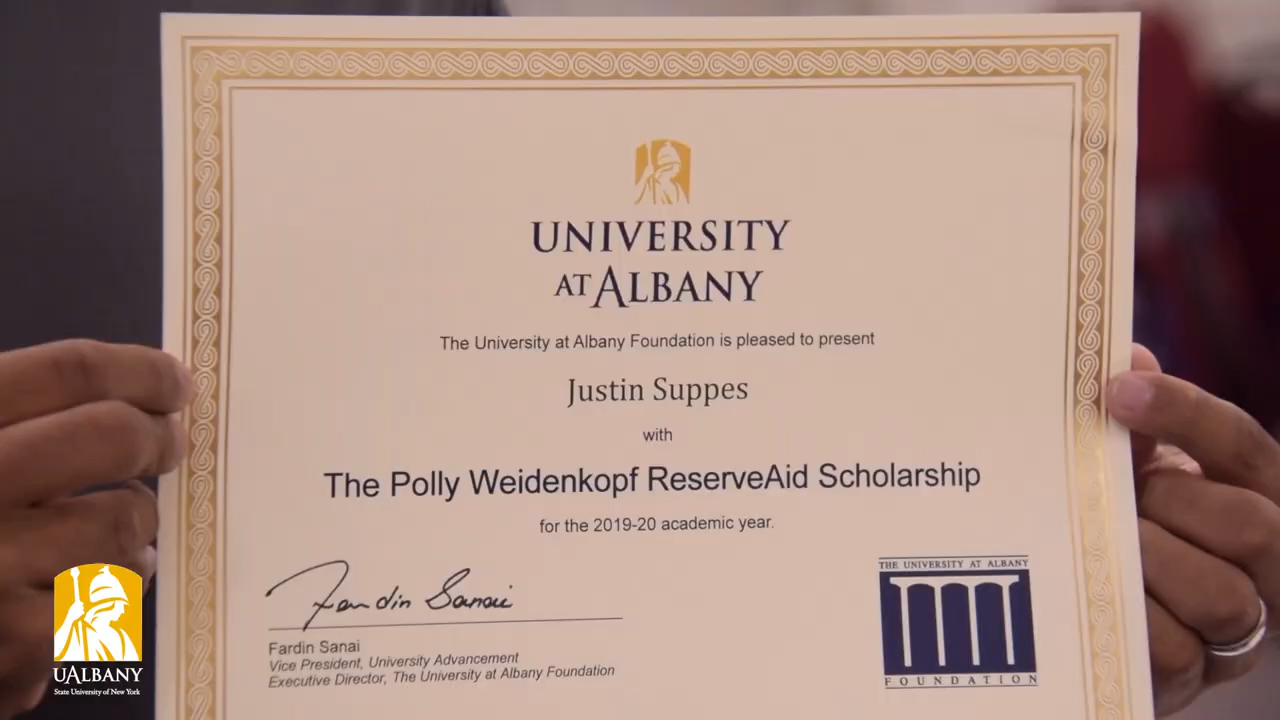 UNIVERSITY
AT ALBANY
The University at Albany Foundation is pleased to present
Justin Suppes
with
The Polly Weidenkopf ReserveAid Scholarship
for the 2019-20 academic year.
Fardin Sanai
Fardin Sanai
Vice President, University Advancement
Executive Director, The University at Albany Foundation
THE UNIVERSITY AT ALBANY
FOUNDATION
UALBANY
State University of New York